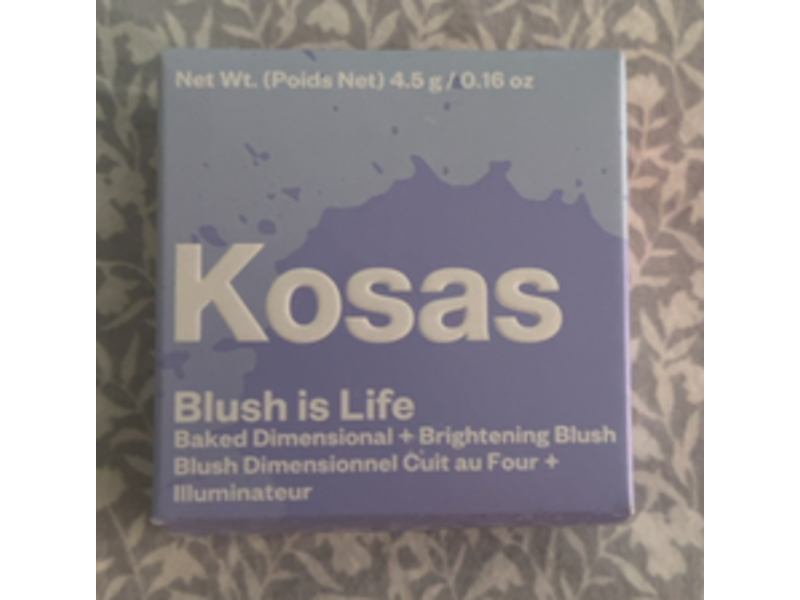 Net Wt. (Poids Net) 4.5 g / 0.16 oz
Kosas
Blush is Life
Baked Dimensional + Brightening Blush
Blush Dimensionnel Cuit au Four +
Illuminateur